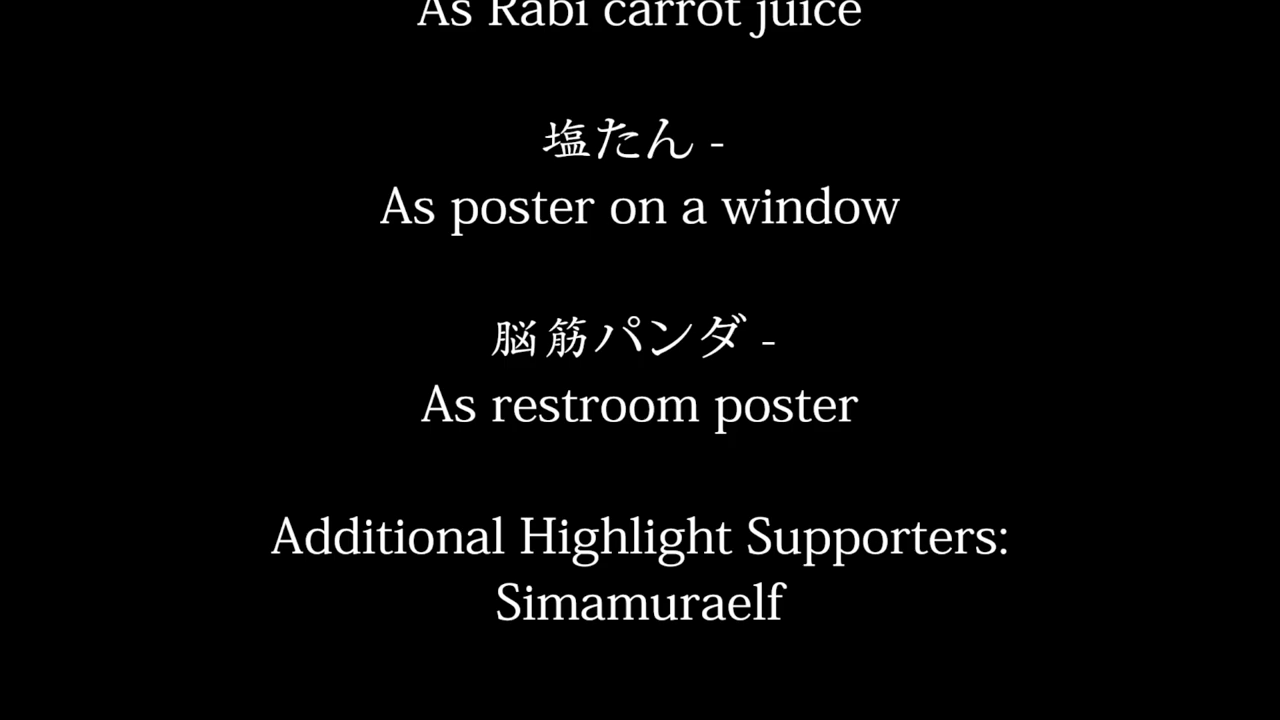 As Rabi carrot juice
塩たん -
As poster on a window
脳筋パンダ -
As restroom poster
Additional Highlight Supporters:
Simamuraelf